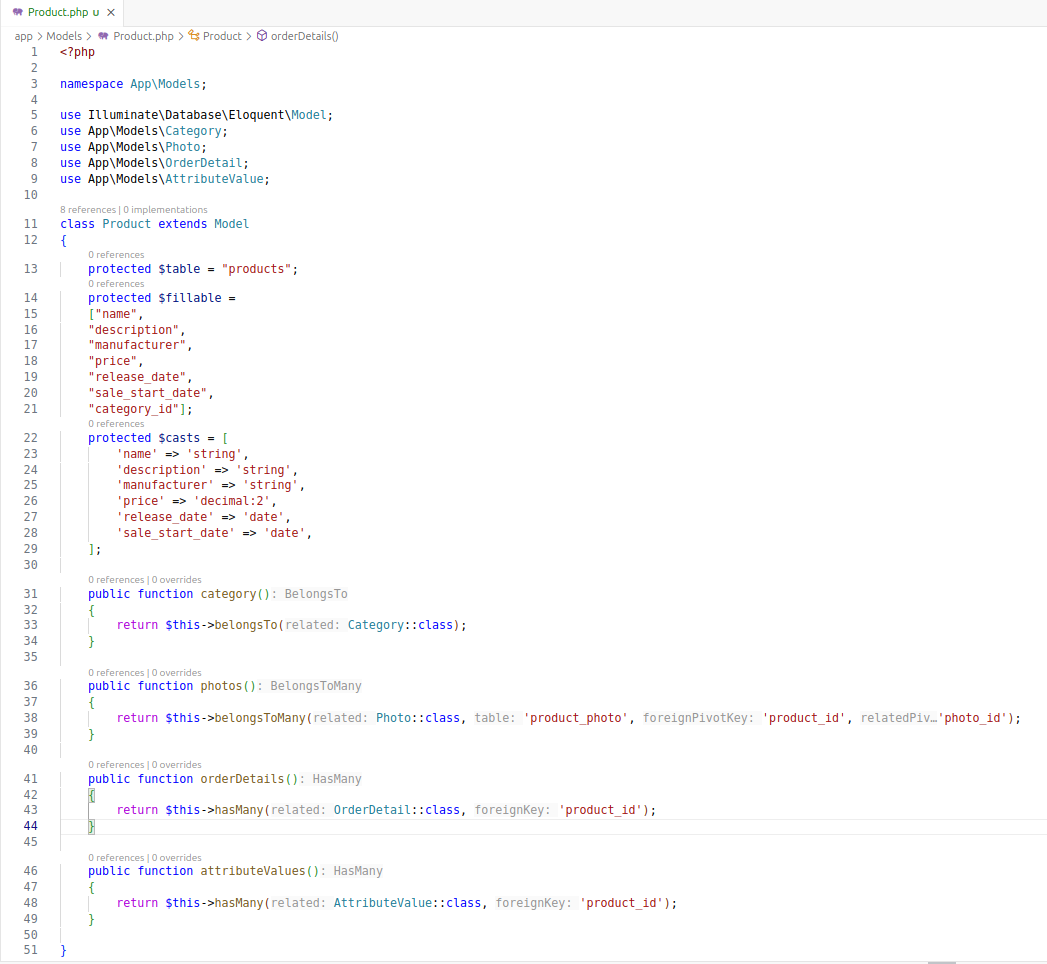 Product.php U ×
app > Models > Product.php > Product > orderDetails()
1 <?php
2
3 namespace App\Models;
4
5 use Illuminate\Database\Eloquent\Model;
6 use App\Models\Category;
7 use App\Models\Photo;
8 use App\Models\OrderDetail;
9 use App\Models\AttributeValue;
10
8 references | 0 implementations
11 class Product extends Model
12 {
0 references
13 protected $table = "products";
0 references
14 protected $fillable =
15 ["name",
16 "description",
17 "manufacturer",
18 "price",
19 "release_date",
20 "sale_start_date",
21 "category_id"];
0 references
22 protected $casts = [
23 'name' => 'string',
24 'description' => 'string',
25 'manufacturer' => 'string',
26 'price' => 'decimal:2',
27 'release_date' => 'date',
28 'sale_start_date' => 'date',
29 ];
30
0 references | 0 overrides
31 public function category(): BelongsTo
32 {
33 return $this->belongsTo(related: Category::class);
34 }
35
0 references | 0 overrides
36 public function photos(): BelongsToMany
37 {
38 return $this->belongsToMany(related: Photo::class, table: 'product_photo', foreignPivotKey: 'product_id', relatedPiv…'photo_id');
39 }
40
0 references | 0 overrides
41 public function orderDetails(): HasMany
42 {
43 return $this->hasMany(related: OrderDetail::class, foreignKey: 'product_id');
44 }
45
0 references | 0 overrides
46 public function attributeValues(): HasMany
47 {
48 return $this->hasMany(related: AttributeValue::class, foreignKey: 'product_id');
49 }
50
51 }